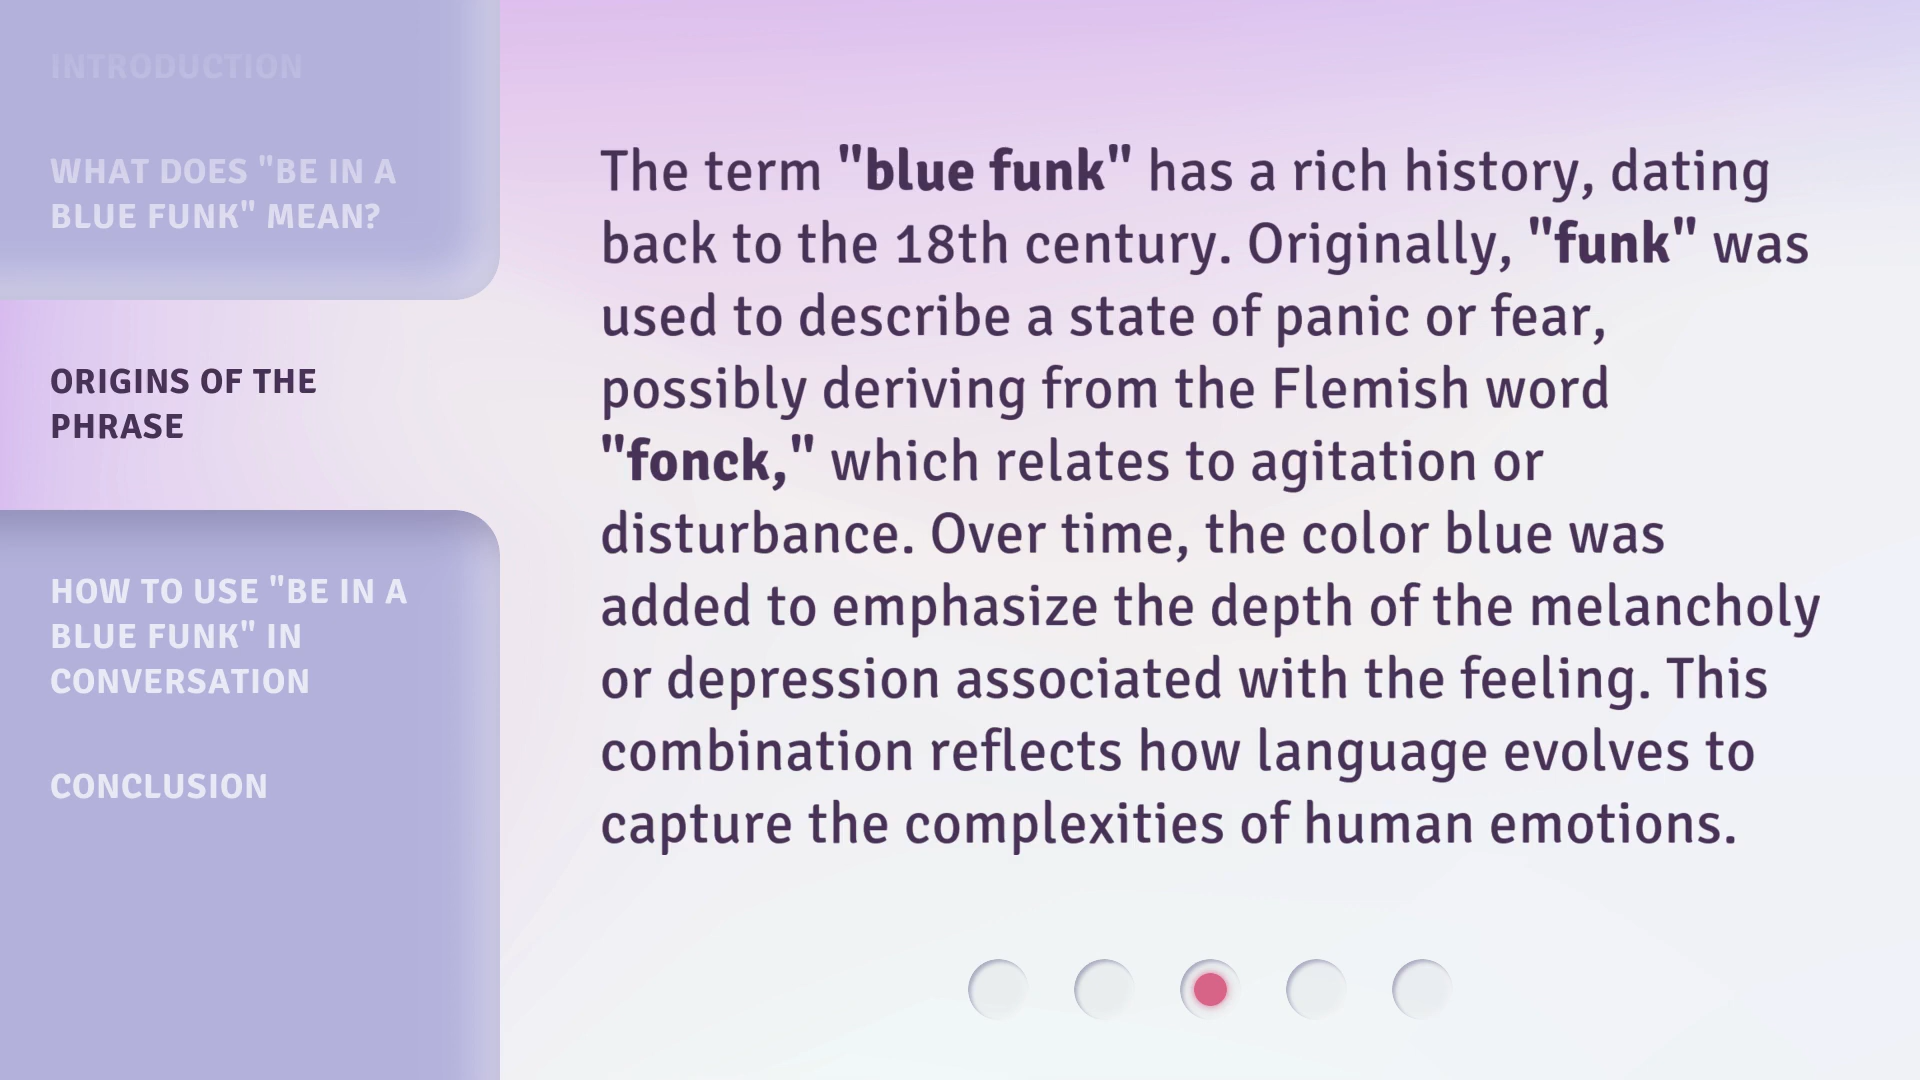 INTRODUCTION
WHAT DOES "BE IN A
BLUE FUNK" MEAN?
ORIGINS OF THE
PHRASE
HOW TO USE "BE IN A
BLUE FUNK" IN
CONVERSATION
CONCLUSION
The term "blue funk" has a rich history, dating
back to the 18th century. Originally, "funk" was
used to describe a state of panic or fear,
possibly deriving from the Flemish word
"fonck," which relates to agitation or
disturbance. Over time, the color blue was
added to emphasize the depth of the melancholy
or depression associated with the feeling. This
combination reflects how language evolves to
capture the complexities of human emotions.